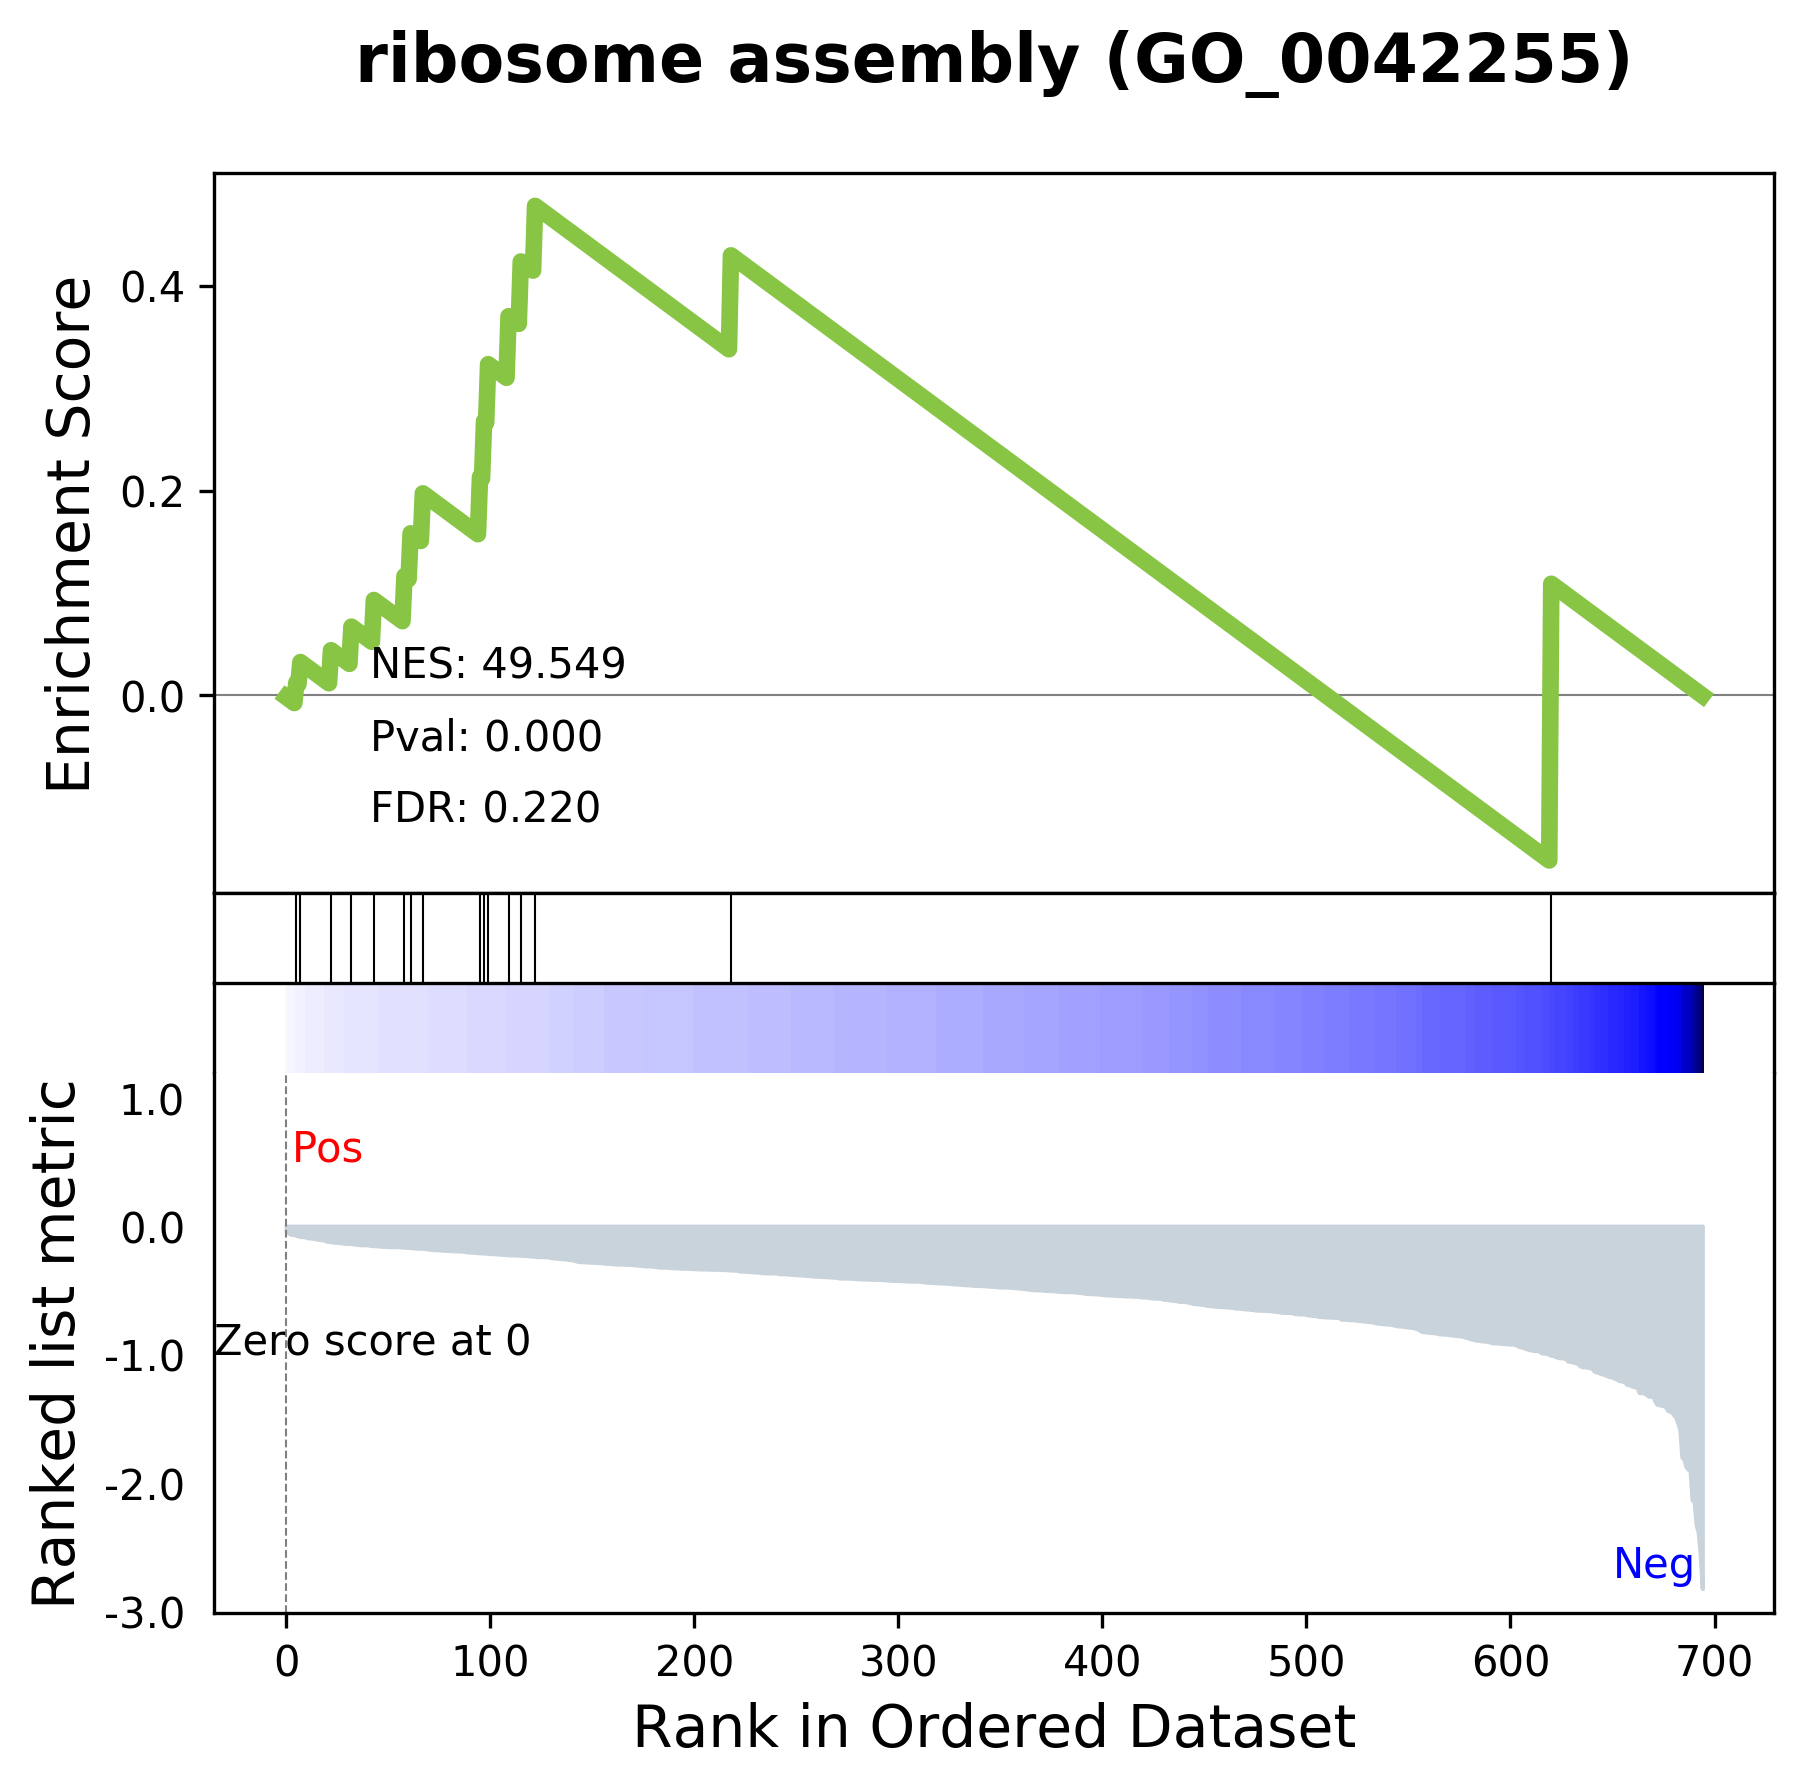 ribosome assembly (GO_0042255)
Enrichment Score
0.4
0.2
0.0
NES: 49.549
Pval: 0.000
FDR: 0.220
Ranked list metric
1.0
0.0
-1.0
-2.0
-3.0
Pos
Zero score at 0
Neg
0 100 200 300 400 500 600 700
Rank in Ordered Dataset